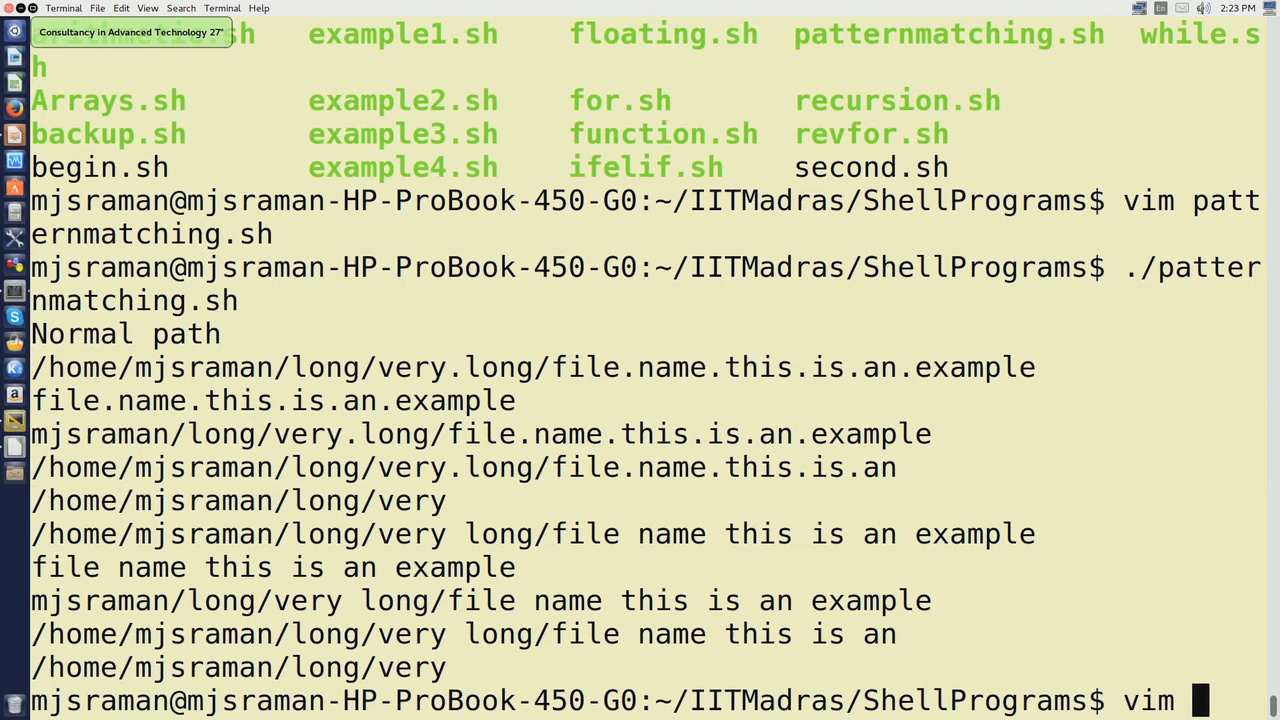 Terminal File Edit View Search Terminal Help En 2:23 PM
Consultancy in Advanced Technology 27"
example1.sh floating.sh patternmatching.sh while.s
h
Arrays.sh example2.sh for.sh recursion.sh
backup.sh example3.sh function.sh revfor.sh
begin.sh example4.sh ifelif.sh second.sh
mjsraman@mjsraman-HP-ProBook-450-G0:~/IITMadras/ShellPrograms$ vim patt
ernmatching.sh
mjsraman@mjsraman-HP-ProBook-450-G0:~/IITMadras/ShellPrograms$ ./patter
nmatching.sh
Normal path
/home/mjsraman/long/very.long/file.name.this.is.an.example
file.name.this.is.an.example
mjsraman/long/very.long/file.name.this.is.an.example
/home/mjsraman/long/very.long/file.name.this.is.an
/home/mjsraman/long/very
/home/mjsraman/long/very long/file name this is an example
file name this is an example
mjsraman/long/very long/file name this is an example
/home/mjsraman/long/very long/file name this is an
/home/mjsraman/long/very
mjsraman@mjsraman-HP-ProBook-450-G0:~/IITMadras/ShellPrograms$ vim